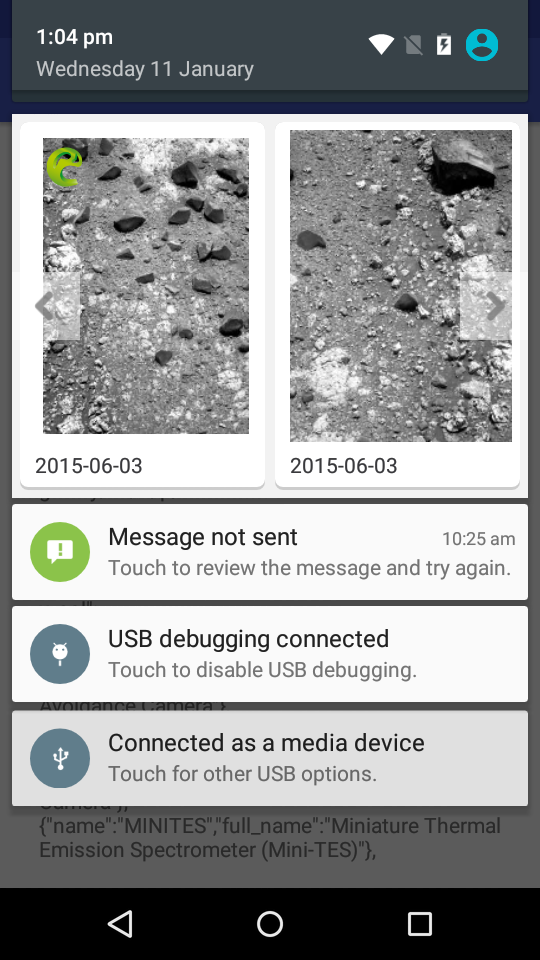 1:04 pm
Wednesday 11 January
2015-06-03
2015-06-03
Message not sent
10:25 am
Touch to review the message and try again.
USB debugging connected
Touch to disable USB debugging.
Avoidance Camera"},
Connected as a media device
Touch for other USB options.
Camera"},
{"name":"MINITES","full_name":"Miniature Thermal
Emission Spectrometer (Mini-TES)"},